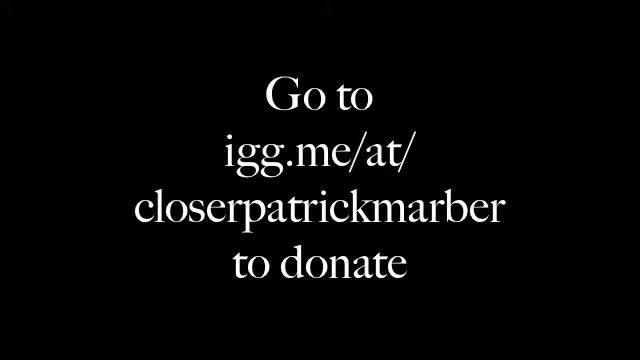 Go to
igg.me/at/
closerpatrickmarber
to donate